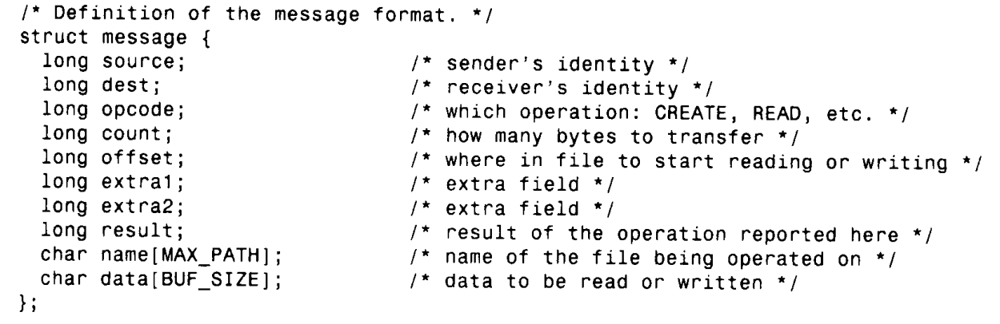 /* Definition of the message format. */
struct message {
  long source;                  /* sender's identity */
  long dest;                    /* receiver's identity */
  long opcode;                  /* which operation: CREATE, READ, etc. */
  long count;                   /* how many bytes to transfer */
  long offset;                  /* where in file to start reading or writing */
  long extra1;                  /* extra field */
  long extra2;                  /* extra field */
  long result;                  /* result of the operation reported here */
  char name[MAX_PATH];          /* name of the file being operated on */
  char data[BUF_SIZE];          /* data to be read or written */
};